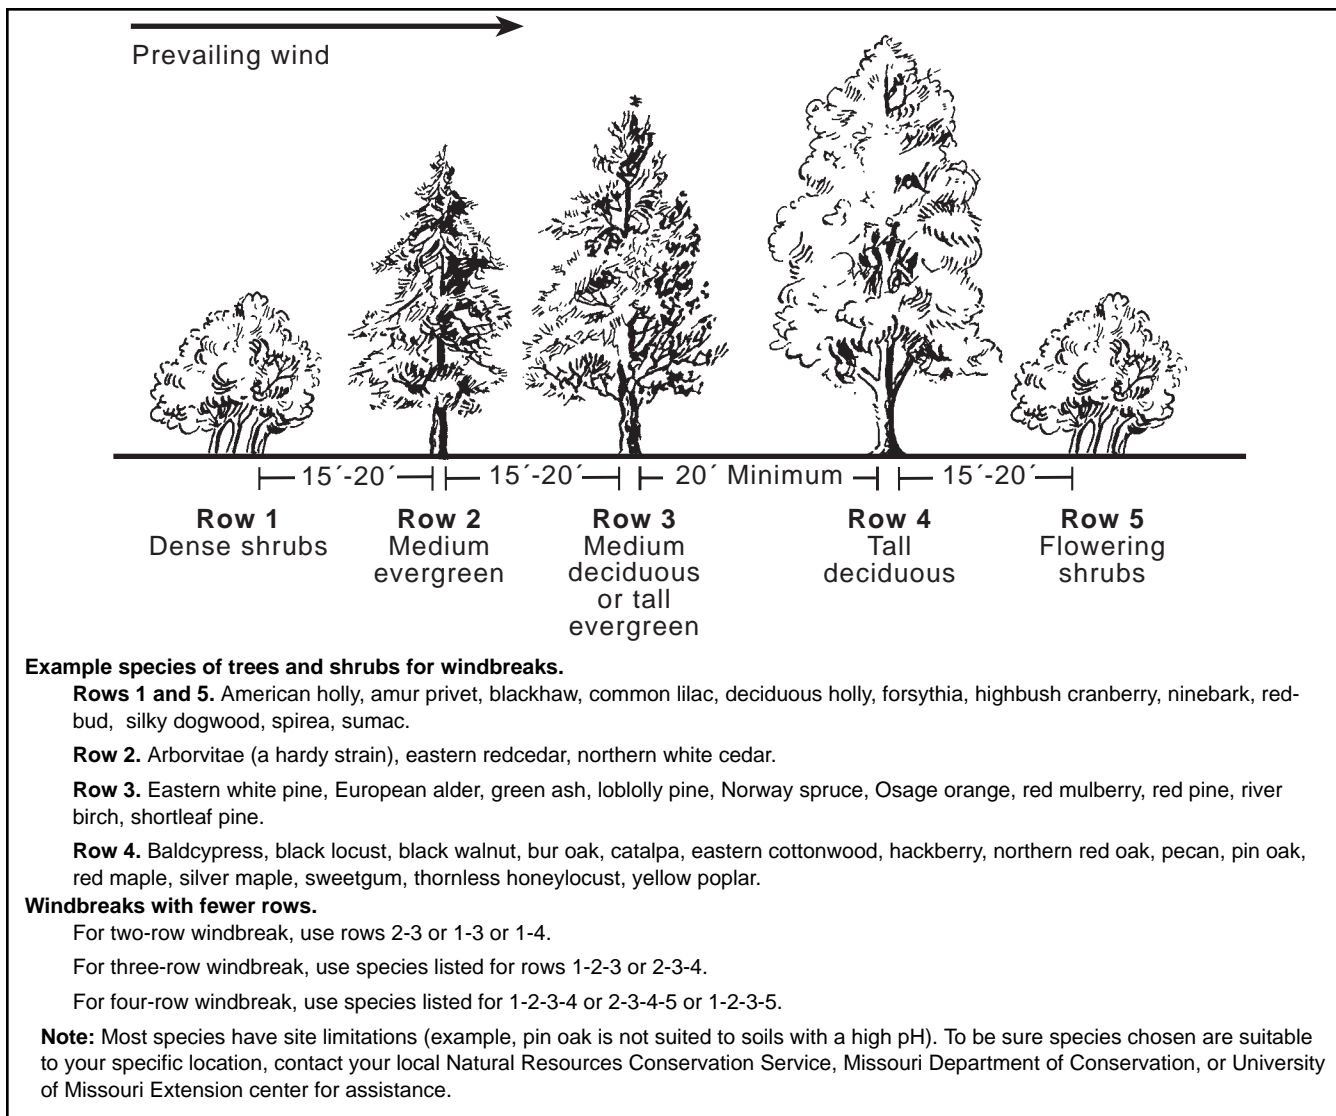 Prevailing wind
15´-20´ 15´-20´ 20´ Minimum 15´-20´
Row 1 Row 2 Row 3 Row 4 Row 5
Dense shrubs Medium Medium Tall Flowering
evergreen deciduous deciduous shrubs
or tall
evergreen
Example species of trees and shrubs for windbreaks.
Rows 1 and 5. American holly, amur privet, blackhaw, common lilac, deciduous holly, forsythia, highbush cranberry, ninebark, red-
bud, silky dogwood, spirea, sumac.
Row 2. Arborvitae (a hardy strain), eastern redcedar, northern white cedar.
Row 3. Eastern white pine, European alder, green ash, loblolly pine, Norway spruce, Osage orange, red mulberry, red pine, river
birch, shortleaf pine.
Row 4. Baldcypress, black locust, black walnut, bur oak, catalpa, eastern cottonwood, hackberry, northern red oak, pecan, pin oak,
red maple, silver maple, sweetgum, thornless honeylocust, yellow poplar.
Windbreaks with fewer rows.
For two-row windbreak, use rows 2-3 or 1-3 or 1-4.
For three-row windbreak, use species listed for rows 1-2-3 or 2-3-4.
For four-row windbreak, use species listed for 1-2-3-4 or 2-3-4-5 or 1-2-3-5.
Note: Most species have site limitations (example, pin oak is not suited to soils with a high pH). To be sure species chosen are suitable
to your specific location, contact your local Natural Resources Conservation Service, Missouri Department of Conservation, or University
of Missouri Extension center for assistance.